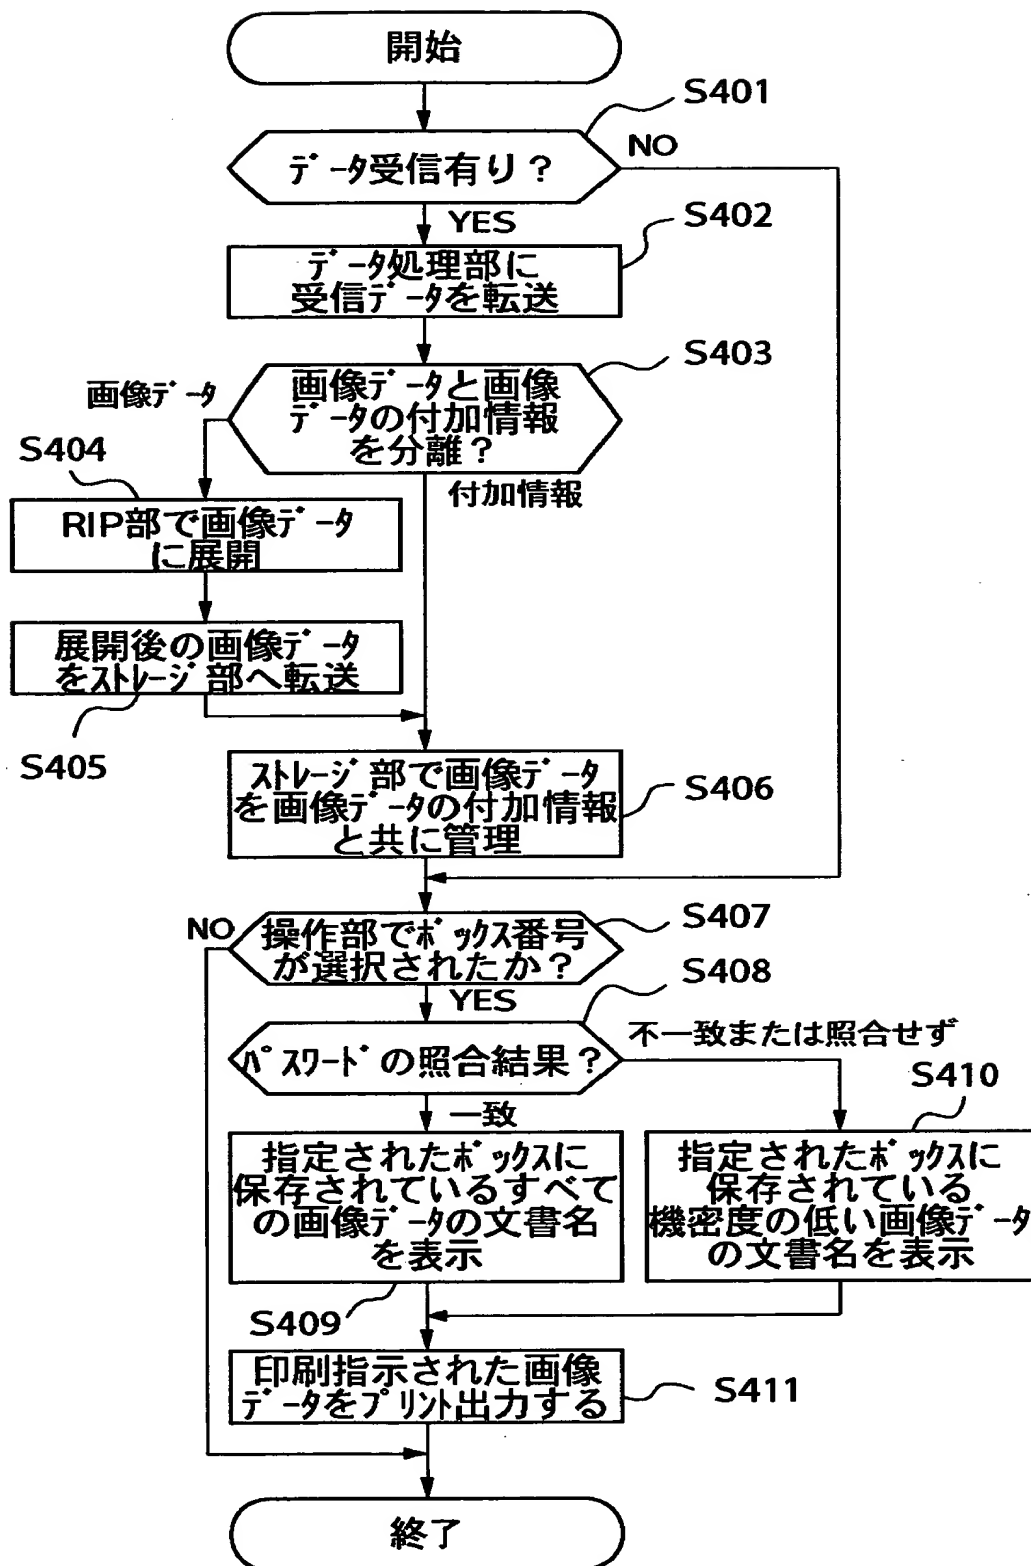 開始
S401
データ受信有り？
NO
YES
S402
データ処理部に
受信データを転送
S403
画像データ
画像データと画像
データの付加情報
を分離？
付加情報
S404
RIP部で画像データ
に展開
展開後の画像データ
をストレージ部へ転送
S405
ストレージ部で画像データ
を画像データの付加情報
と共に管理
S406
S407
NO
操作部でボックス番号
が選択されたか？
YES
S408
パスワードの照合結果？
不一致または照合せず
一致
S410
指定されたボックスに
保存されているすべて
の画像データの文書名
を表示
指定されたボックスに
保存されている
機密度の低い画像データ
の文書名を表示
S409
印刷指示された画像
データをプリント出力する
S411
終了